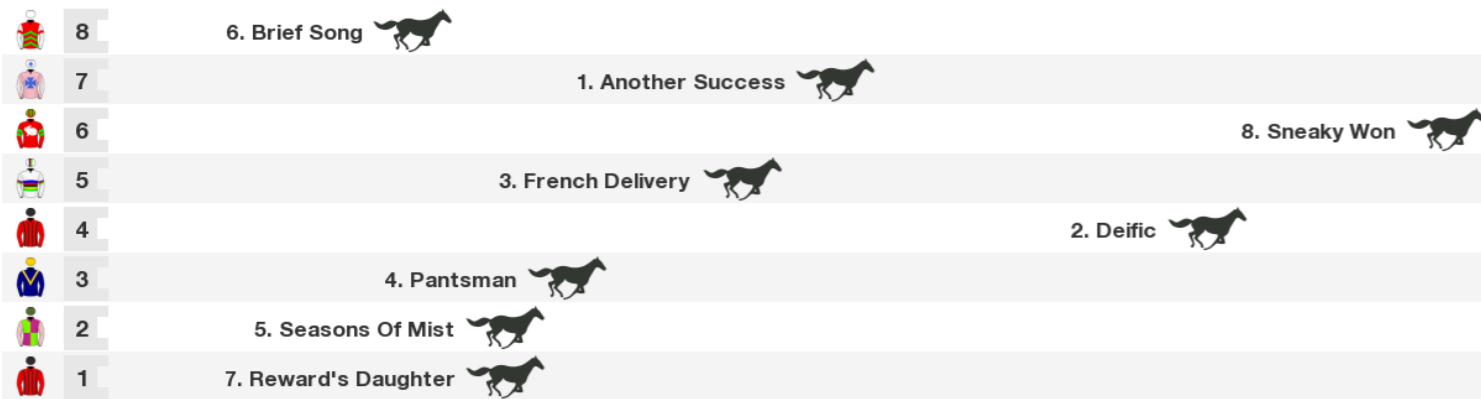 8 6. Brief Song
7 1. Another Success
6 8. Sneaky Won
5 3. French Delivery
4 2. Deific
3 4. Pantsman
2 5. Seasons Of Mist
1 7. Reward's Daughter